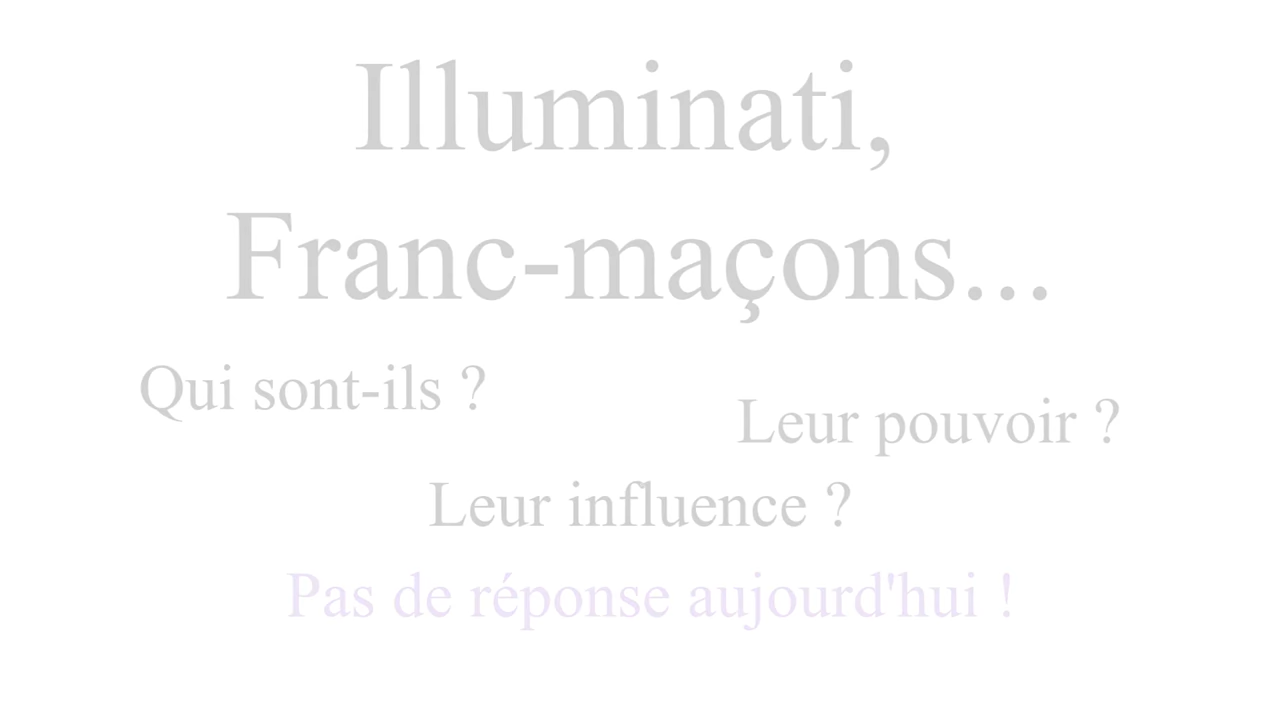 Illuminati,
Franc-maçons...
Qui sont-ils ?
Leur pouvoir ?
Leur influence ?
Pas de réponse aujourd'hui !